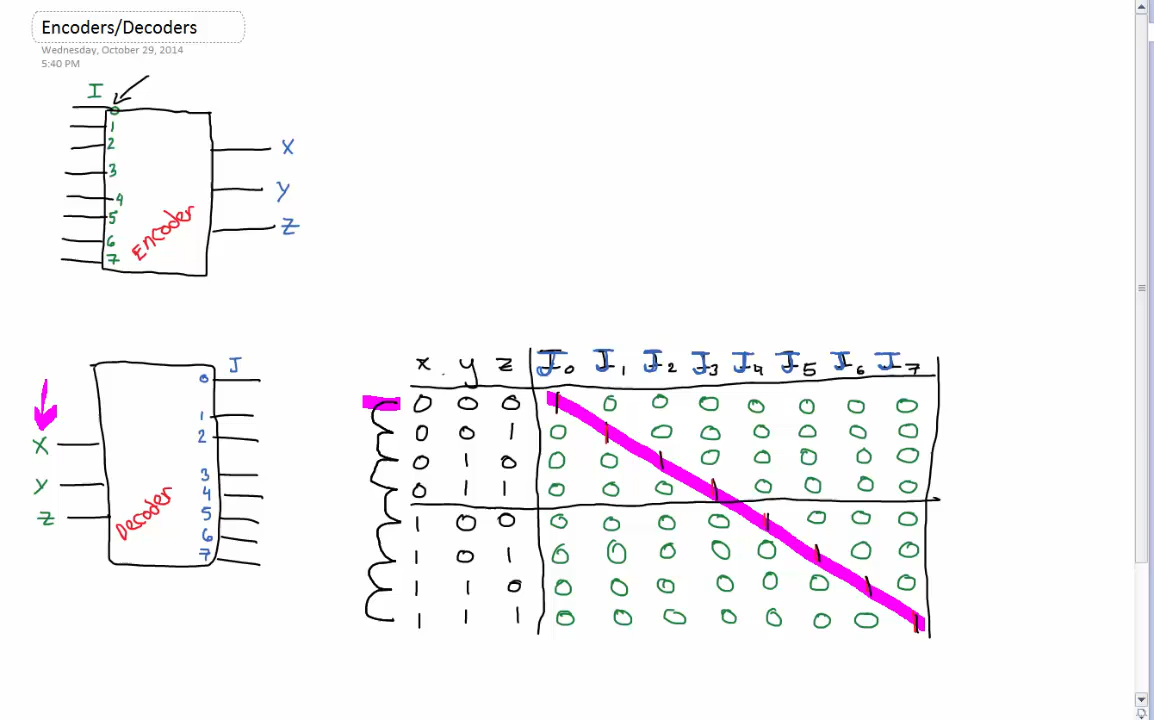 Encoders/Decoders
Wednesday, October 29, 2014
5:40 PM
I
0
1
2
3
4
5
6
7
Encoder
X
Y
Z
X
Y
Z
Decoder
J
0
1
2
3
4
5
6
7
x y z J0 J1 J2 J3 J4 J5 J6 J7
0 0 0 1 0 0 0 0 0 0 0
0 0 1 0 1 0 0 0 0 0 0
0 1 0 0 0 1 0 0 0 0 0
0 1 1 0 0 0 1 0 0 0 0
1 0 0 0 0 0 0 1 0 0 0
1 0 1 0 0 0 0 0 1 0 0
1 1 0 0 0 0 0 0 0 1 0
1 1 1 0 0 0 0 0 0 0 1